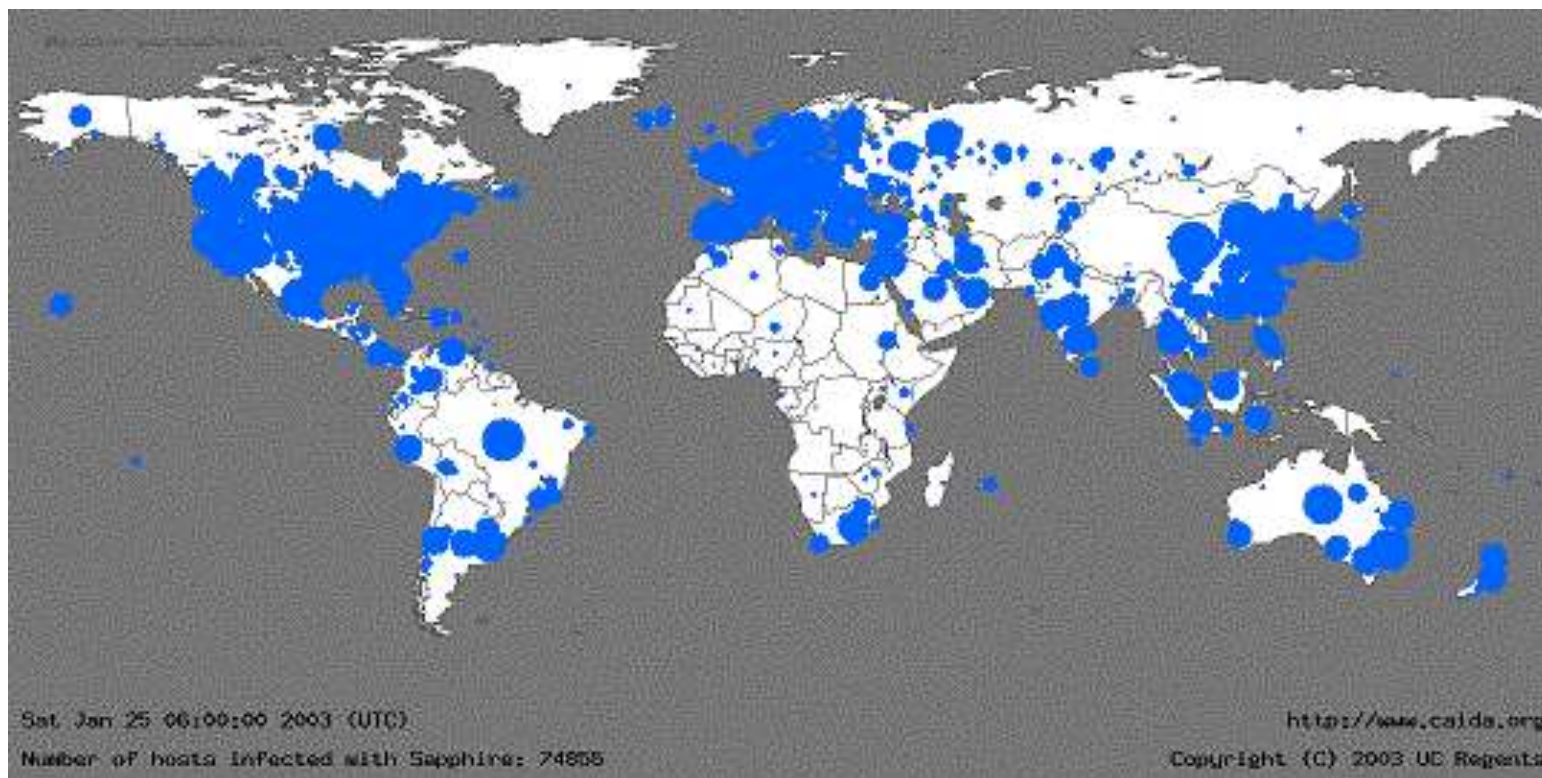 Sat Jan 25 06:00:00 2003 (UTC)
http://www.caida.org
Number of hosts infected with Sapphire: 74855
Copyright (C) 2003 UC Regents